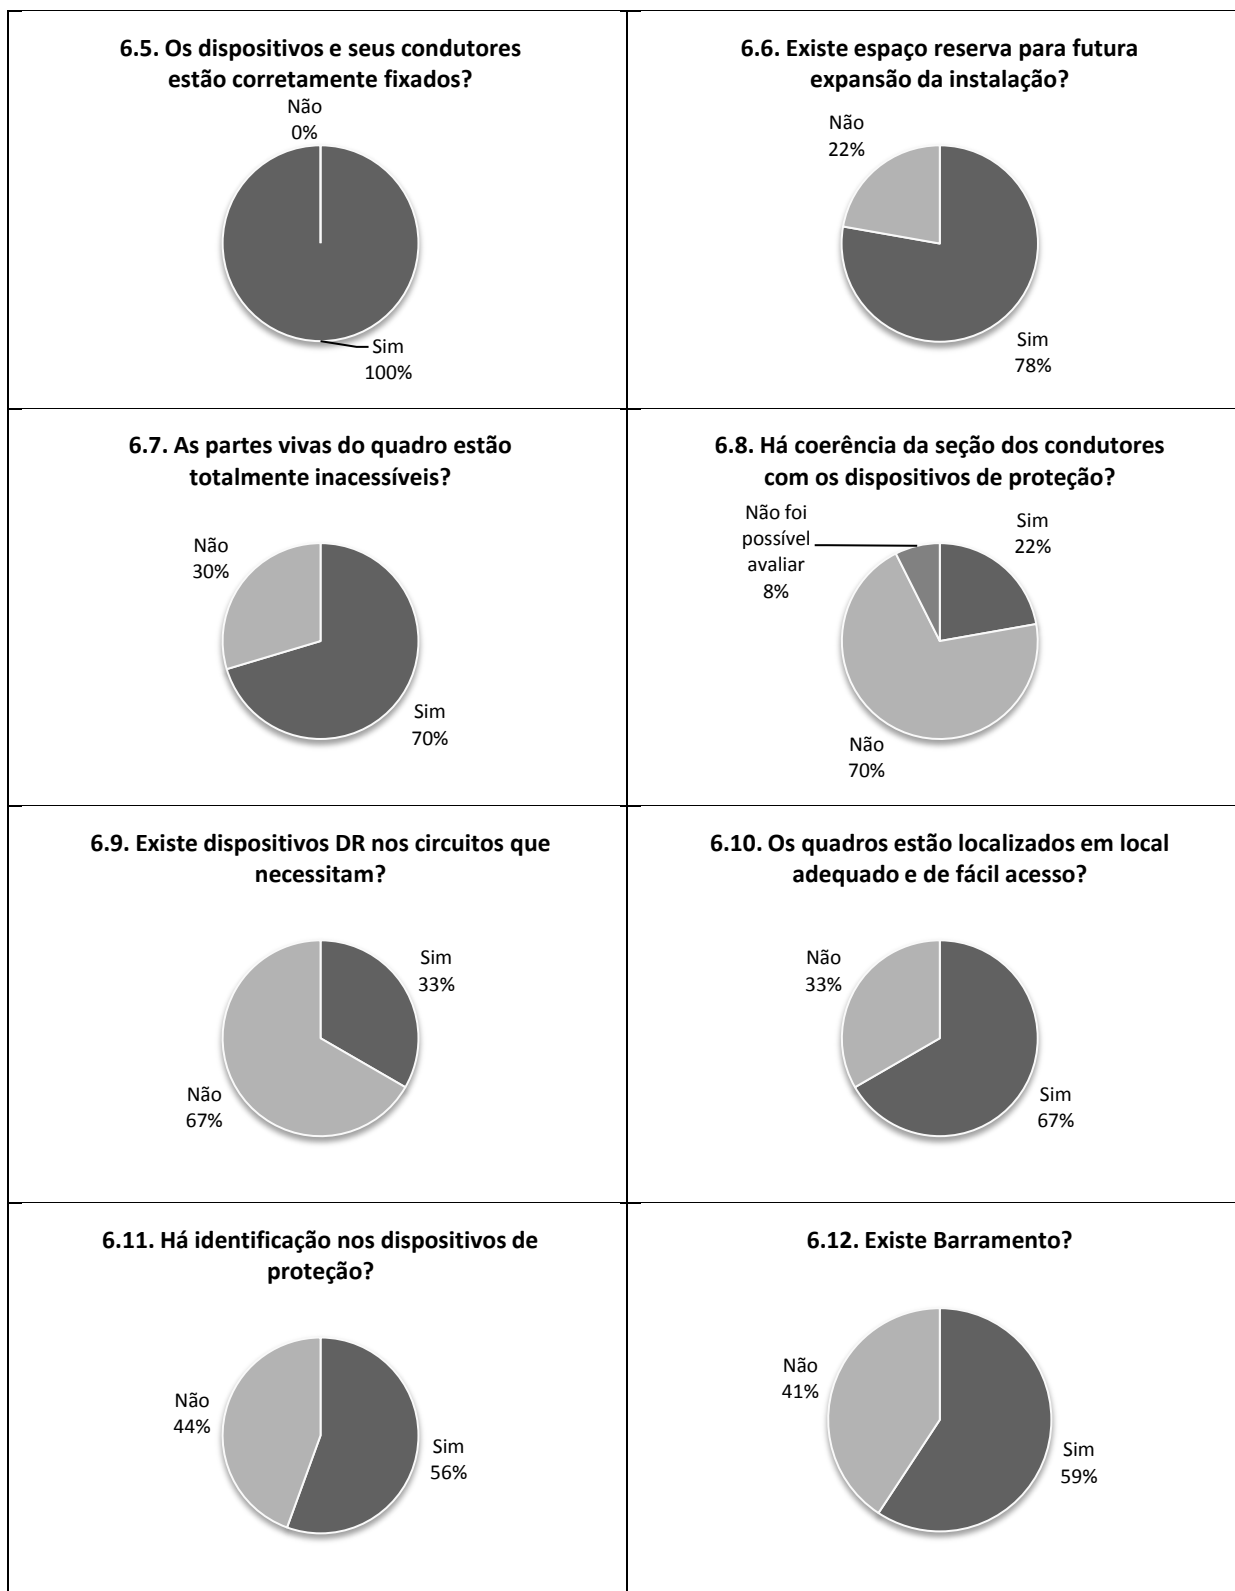 6.5. Os dispositivos e seus condutores
estão corretamente fixados?
Não
0%
Sim
100%
6.6. Existe espaço reserva para futura
expansão da instalação?
Não
22%
Sim
78%
6.7. As partes vivas do quadro estão
totalmente inacessíveis?
Não
30%
Sim
70%
6.8. Há coerência da seção dos condutores
com os dispositivos de proteção?
Não foi
possível
avaliar
8%
Sim
22%
Não
70%
6.9. Existe dispositivos DR nos circuitos que
necessitam?
Sim
33%
Não
67%
6.10. Os quadros estão localizados em local
adequado e de fácil acesso?
Não
33%
Sim
67%
6.11. Há identificação nos dispositivos de
proteção?
Não
44%
Sim
56%
6.12. Existe Barramento?
Não
41%
Sim
59%